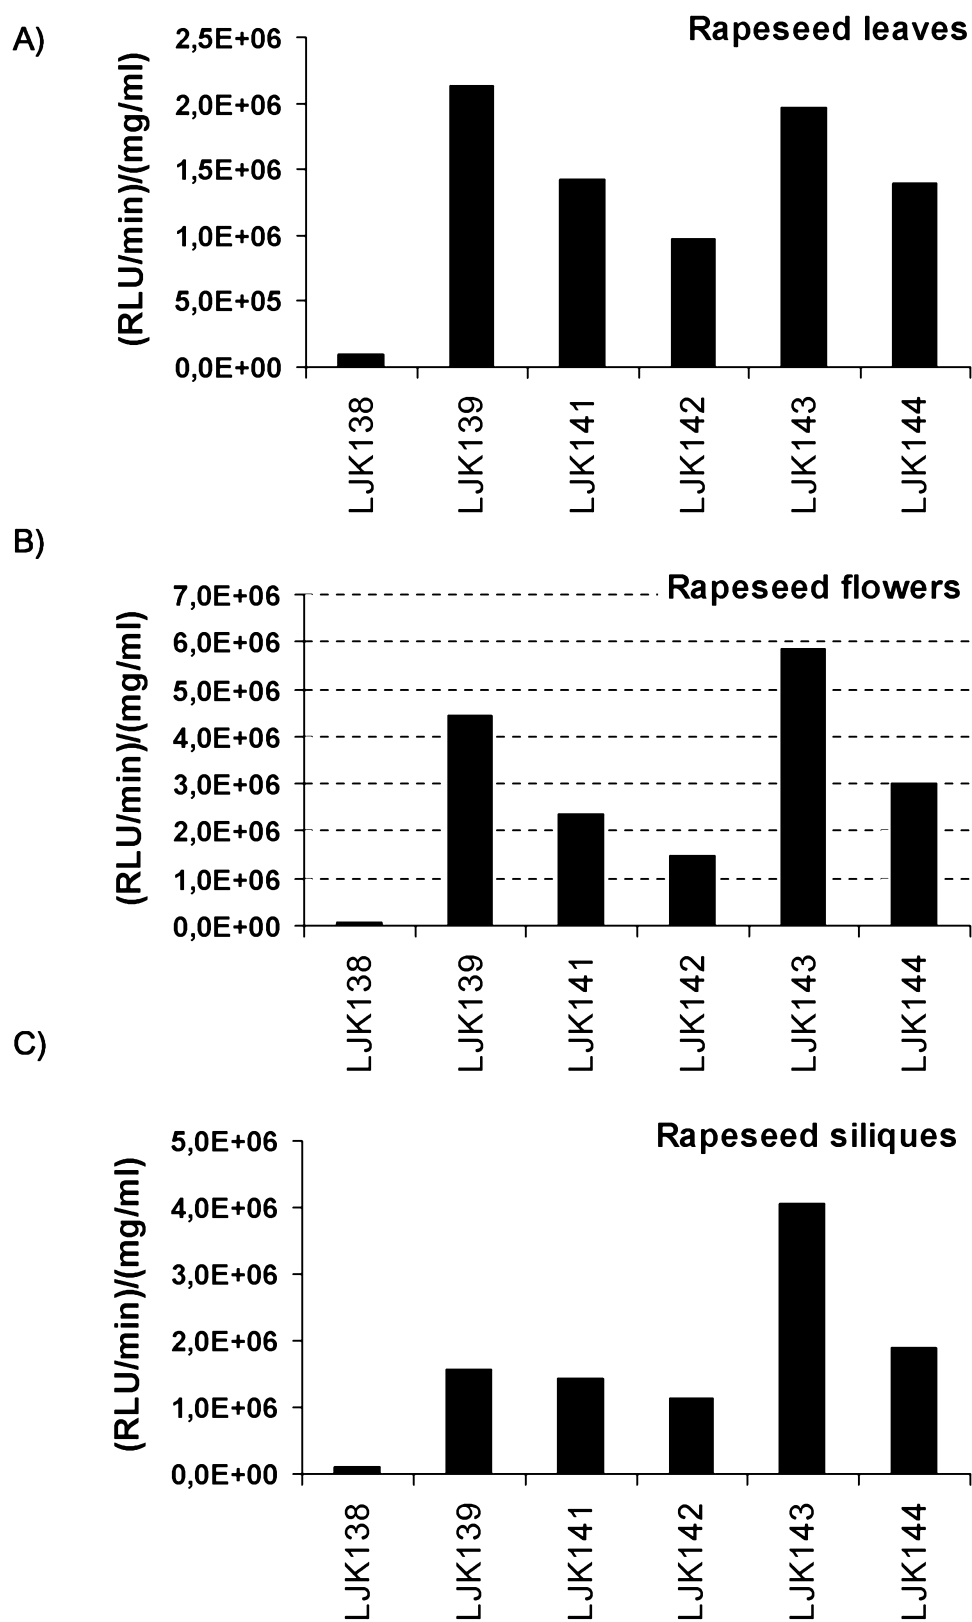 A)
Rapeseed leaves
(RLU/min)/(mg/ml)
2,5E+06
2,0E+06
1,5E+06
1,0E+06
5,0E+05
0,0E+00
LJK138
LJK139
LJK141
LJK142
LJK143
LJK144
B)
Rapeseed flowers
(RLU/min)/(mg/ml)
7,0E+06
6,0E+06
5,0E+06
4,0E+06
3,0E+06
2,0E+06
1,0E+06
0,0E+00
LJK138
LJK139
LJK141
LJK142
LJK143
LJK144
C)
Rapeseed siliques
(RLU/min)/(mg/ml)
5,0E+06
4,0E+06
3,0E+06
2,0E+06
1,0E+06
0,0E+00
LJK138
LJK139
LJK141
LJK142
LJK143
LJK144